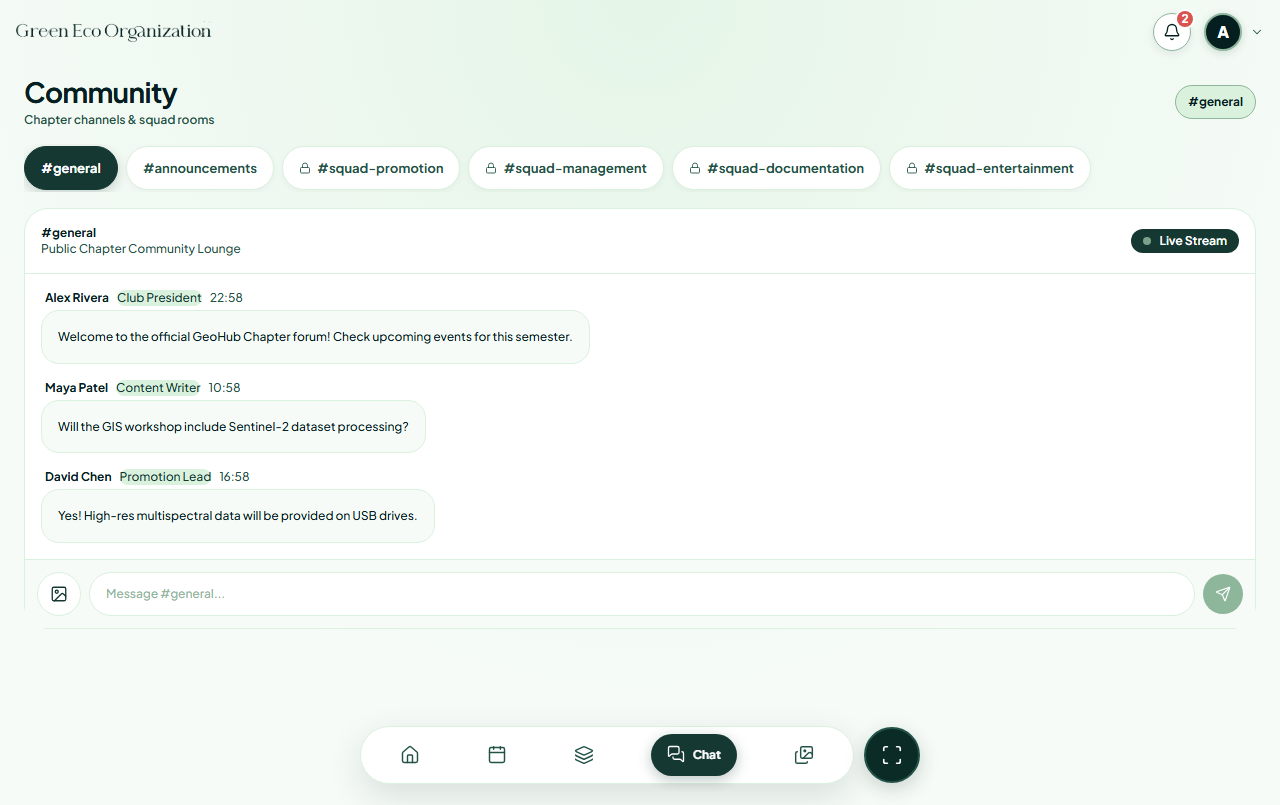 Green Eco Organization
2
A
Community
Chapter channels & squad rooms
#general
#general
#announcements
#squad-promotion
#squad-management
#squad-documentation
#squad-entertainment
#general
Public Chapter Community Lounge
Live Stream
Alex Rivera Club President 22:58
Welcome to the official GeoHub Chapter forum! Check upcoming events for this semester.
Maya Patel Content Writer 10:58
Will the GIS workshop include Sentinel-2 dataset processing?
David Chen Promotion Lead 16:58
Yes! High-res multispectral data will be provided on USB drives.
Message #general...
Chat